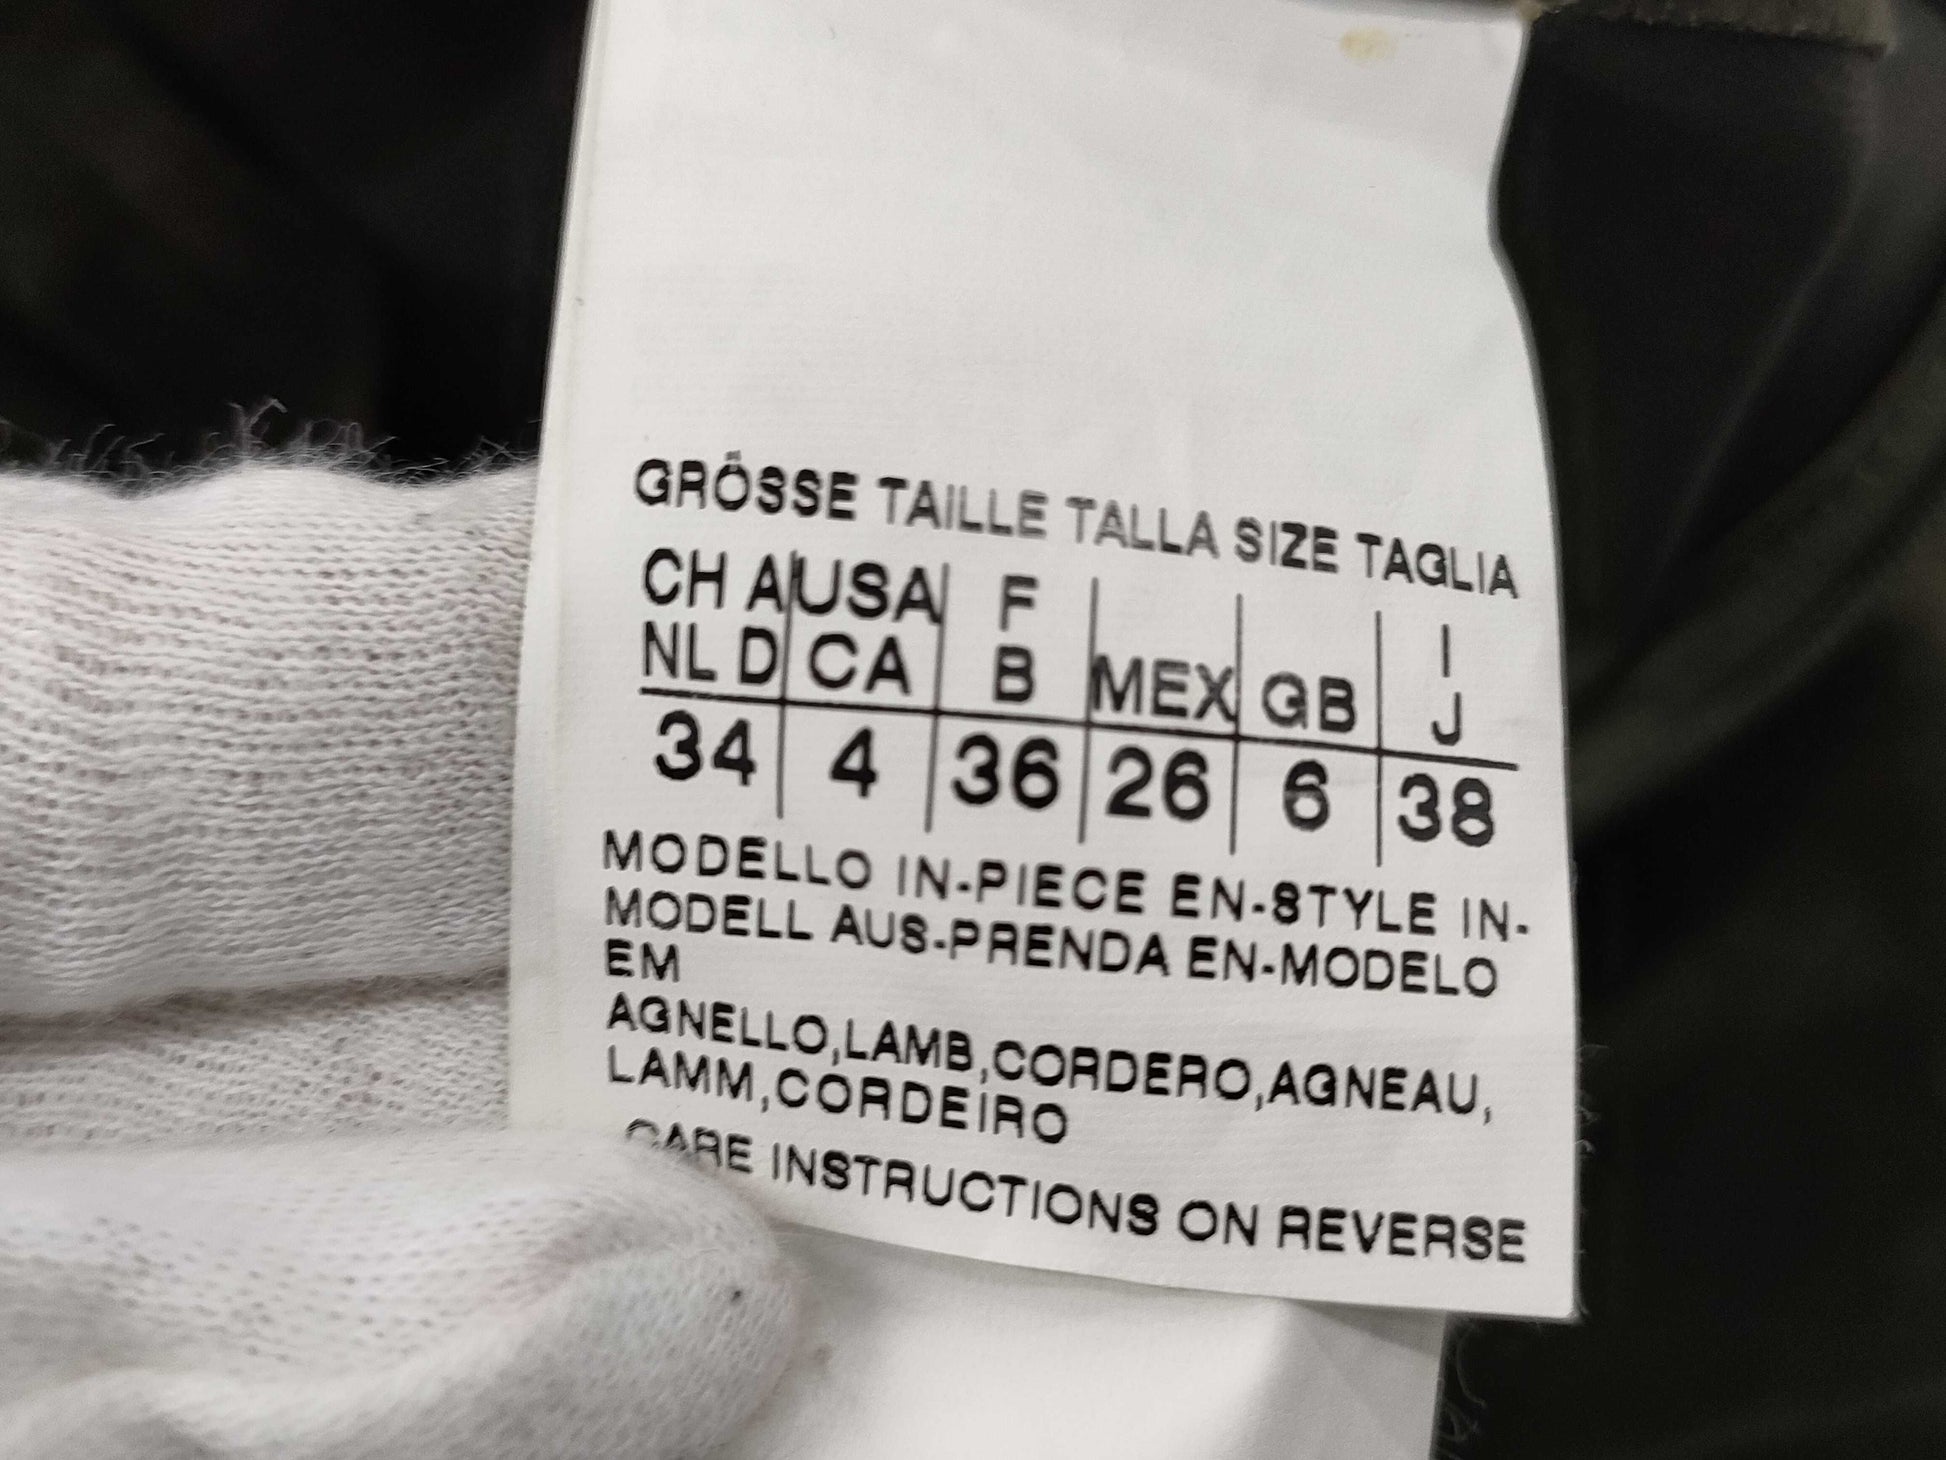 GRÖSSE TAILLE TALLA SIZE TAGLIA
CH A USA F I
NL D CA B MEX GB J
34 4 36 26 6 38
MODELLO IN-PIECE EN-STYLE IN-
MODELL AUS-PRENDA EN-MODELO
EM
AGNELLO,LAMB,CORDERO,AGNEAU,
LAMM,CORDEIRO
CARE INSTRUCTIONS ON REVERSE